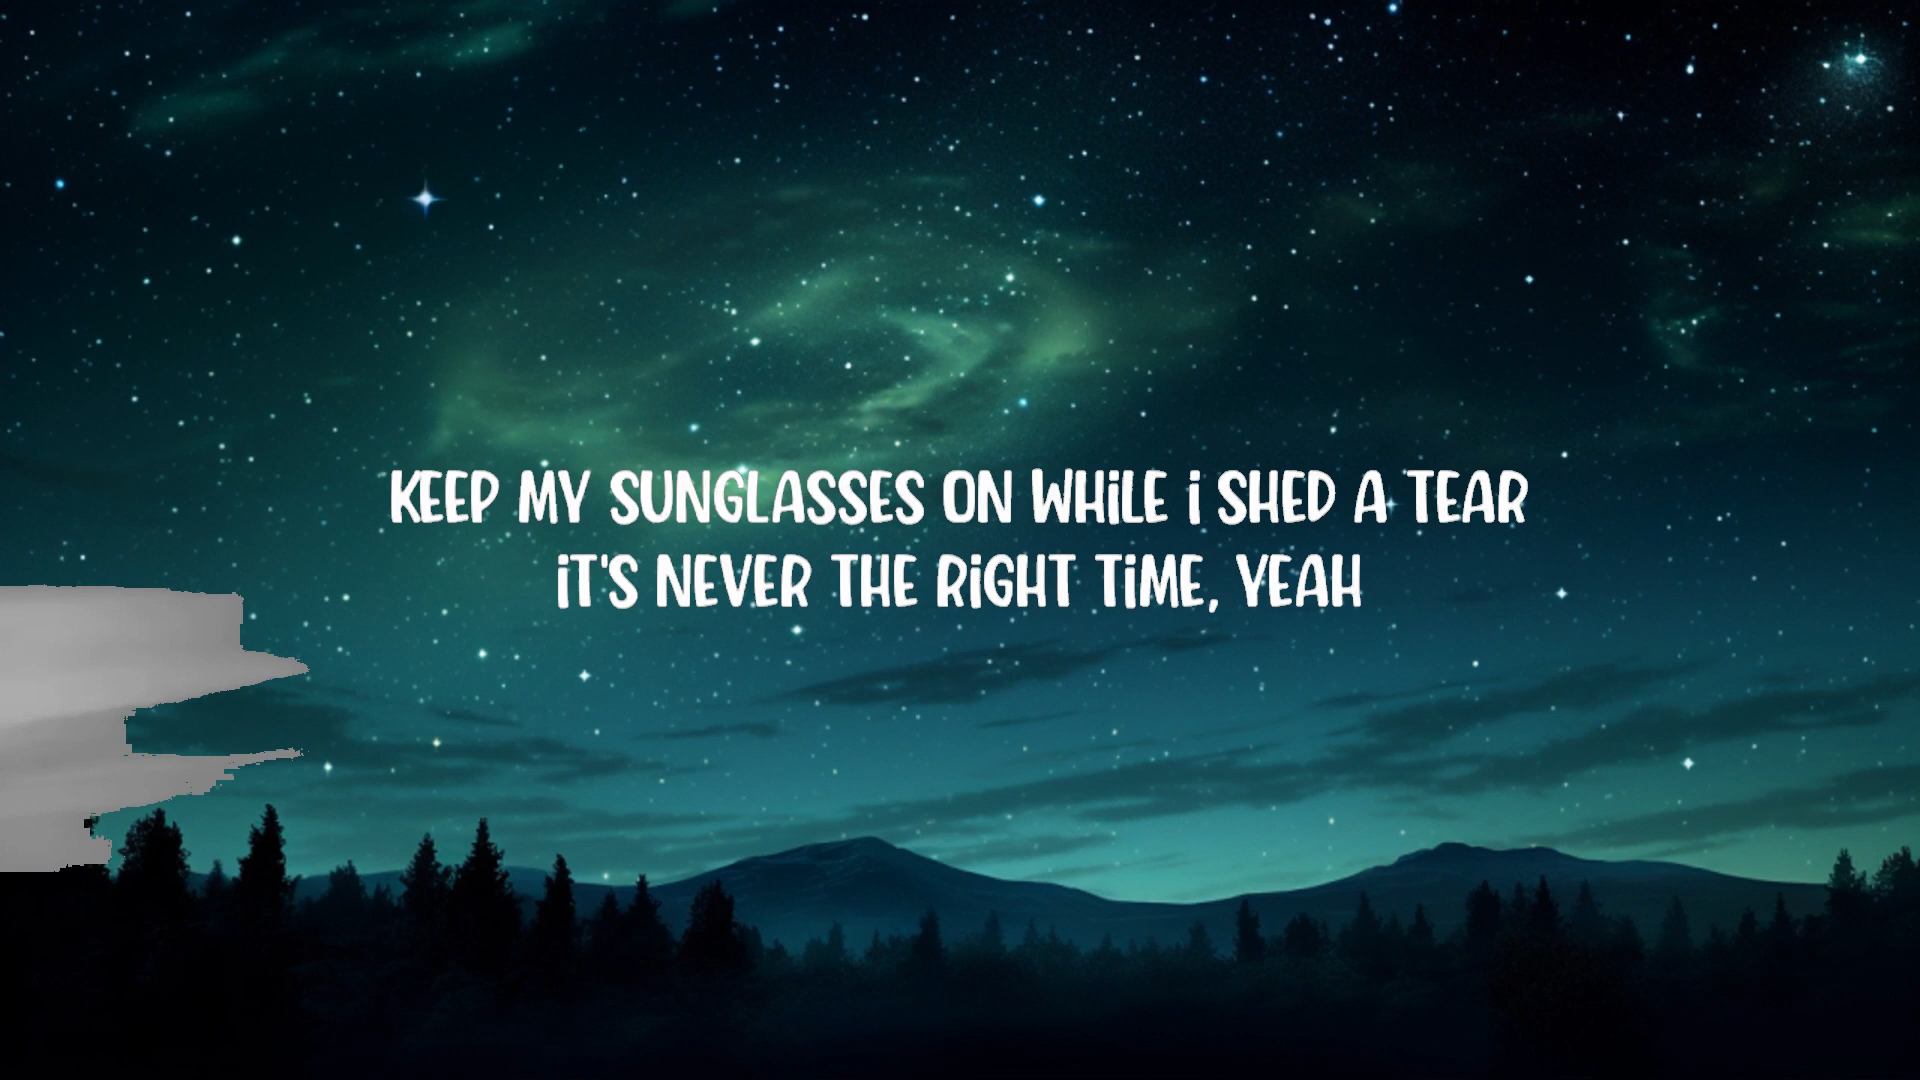 KEEP MY SUNGLASSES ON WHiLE i SHED A TEAR
iT'S NEVER THE RiGHT TiME, YEAH